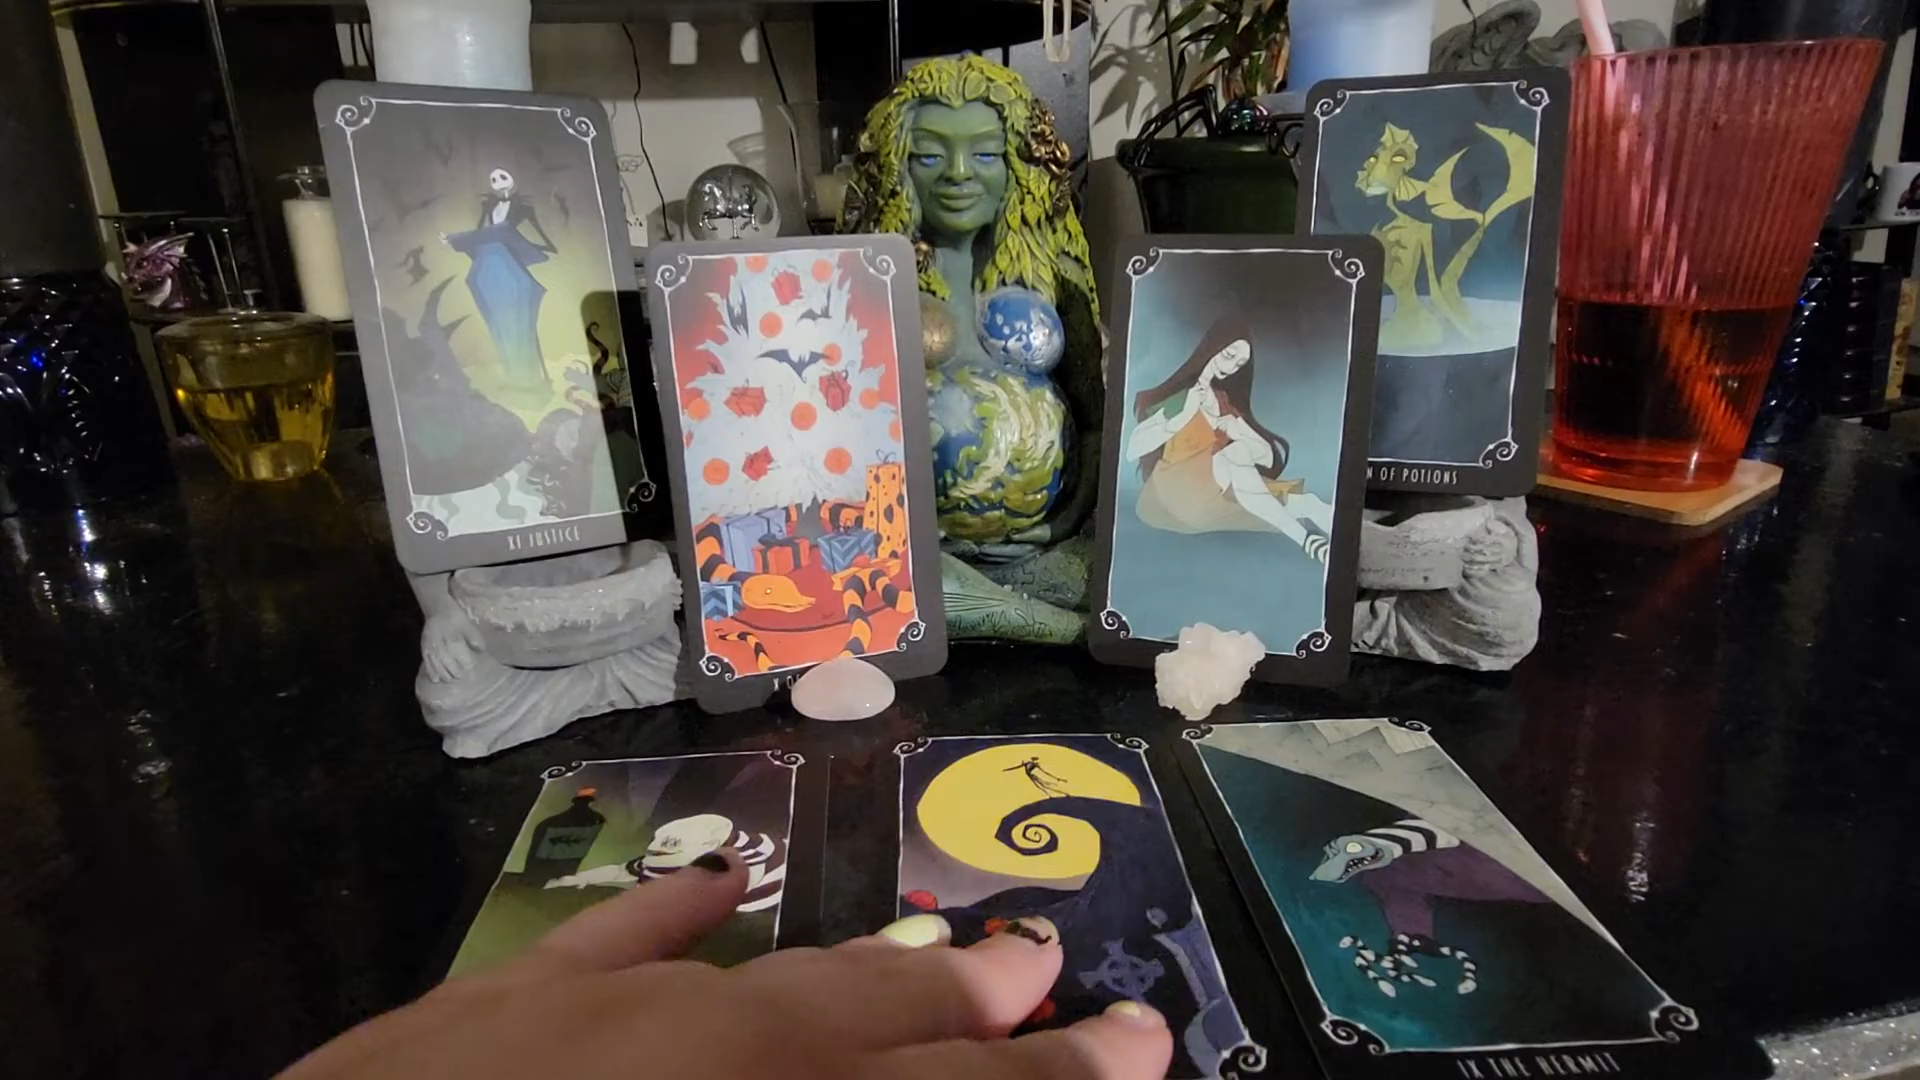 XI JUSTICE
N OF POTIONS
X O
IX THE HERMIT